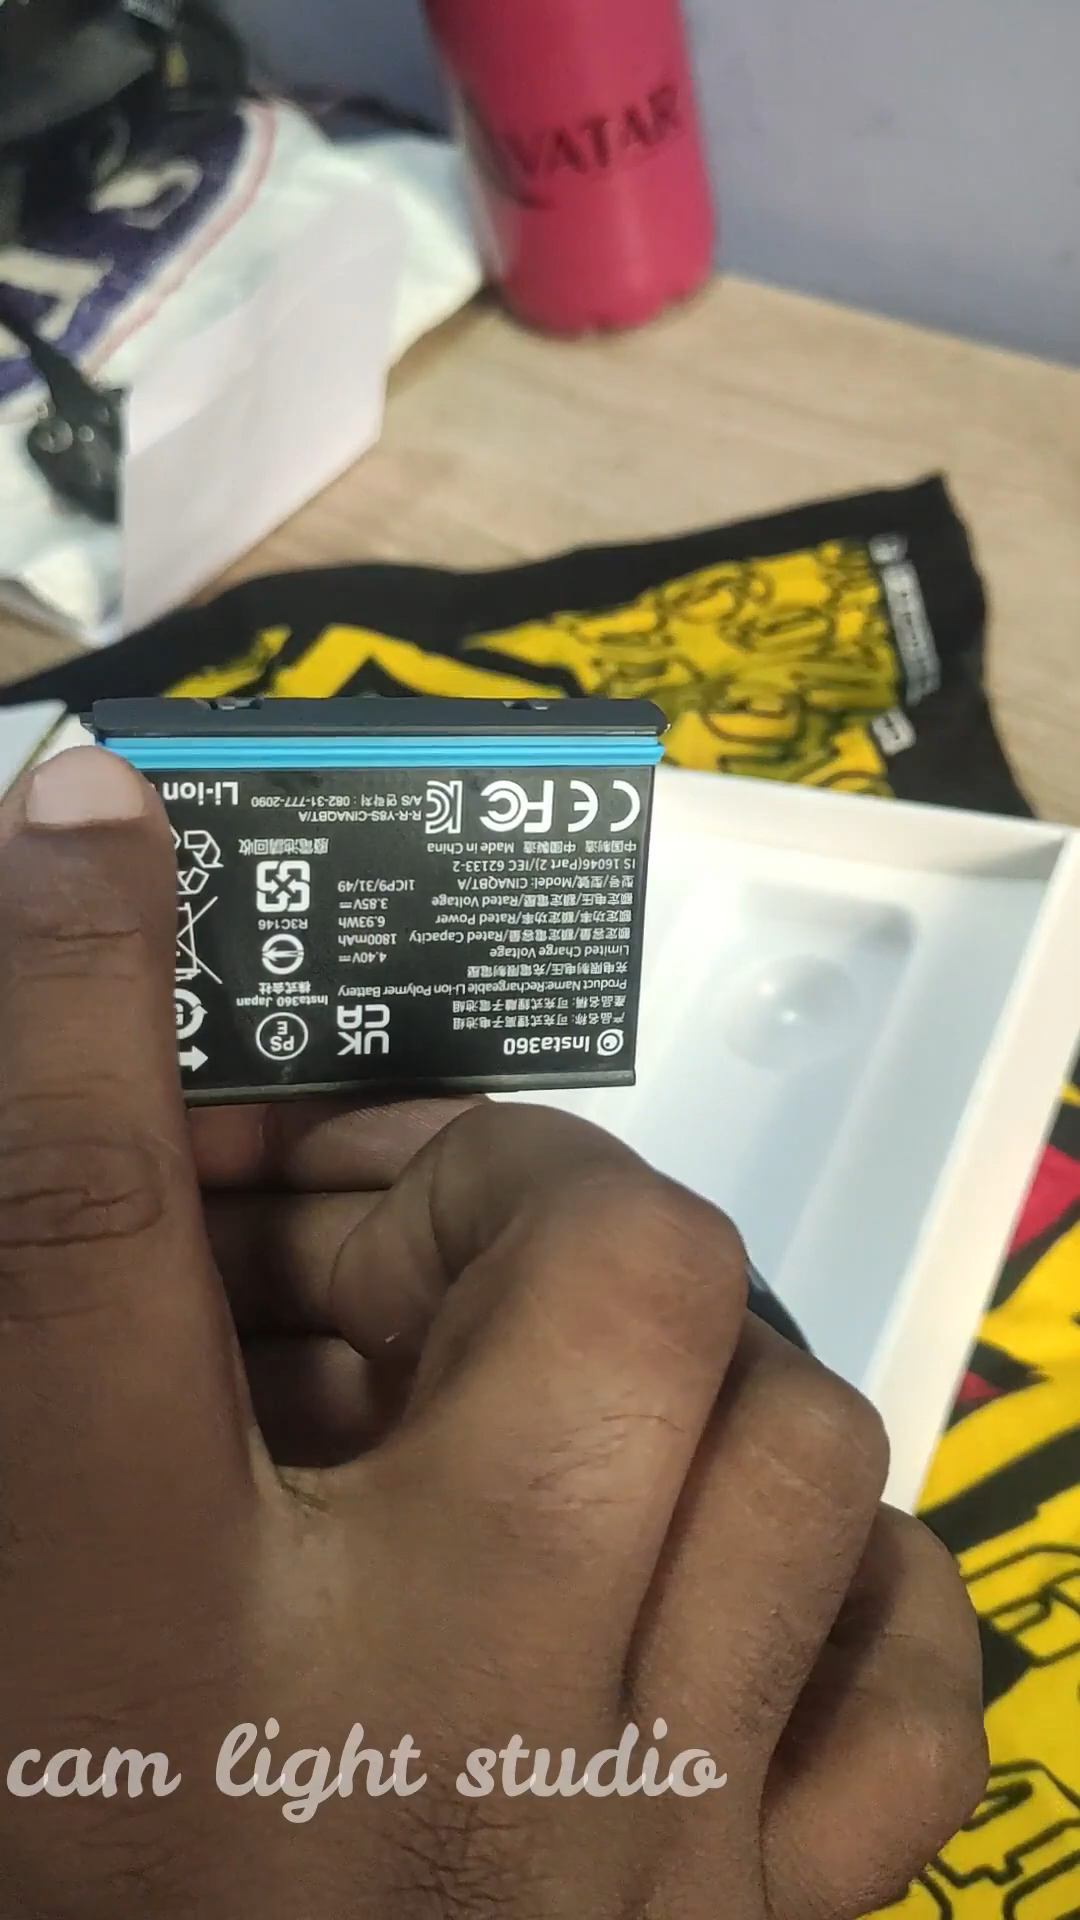 AVATAR
Insta360
产品名称: 可充式锂离子电池组
產品名稱: 可充式鋰離子電池組
Product Name:Rechargeable Li-ion Polymer Battery
充电限制电压/充電限制電壓
Limited Charge Voltage 4.40V
额定容量/額定容量/Rated Capacity 1800mAh
额定功率/額定功率/Rated Power 6.93Wh
额定电压/額定電壓/Rated Voltage 3.85V
型号/型號/Model: CINAQBT/A 1ICP9/31/49
IS 16046(Part 2)/IEC 62133-2
中国制造 中國製造 Made in China
CE FC
UK
CA
PS
E
Insta360 Japan
株式会社
R3C146
廢電池請回收
R-R-Y8S-CINAQBT/A
A/S 연락처 : 082-31-777-2090
Li-ion
cam light studio